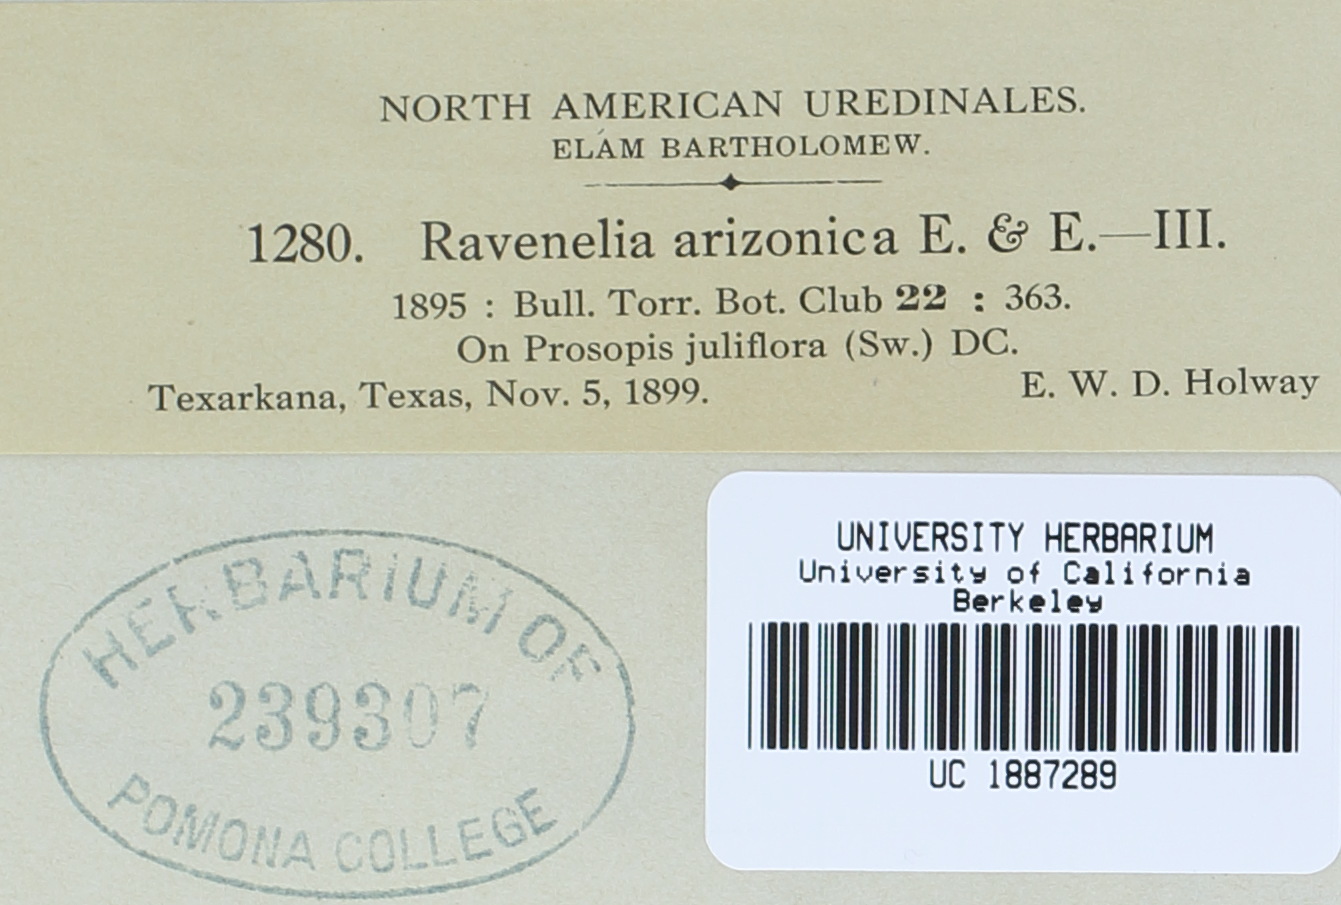 NORTH AMERICAN UREDINALES.
ELAM BARTHOLOMEW.
1280. Ravenelia arizonica E. & E.—III.
1895 : Bull. Torr. Bot. Club 22 : 363.
On Prosopis juliflora (Sw.) DC.
Texarkana, Texas, Nov. 5, 1899. E. W. D. Holway
HERBARIUM OF
239307
POMONA COLLEGE
UNIVERSITY HERBARIUM
University of California
Berkeley
UC 1887289